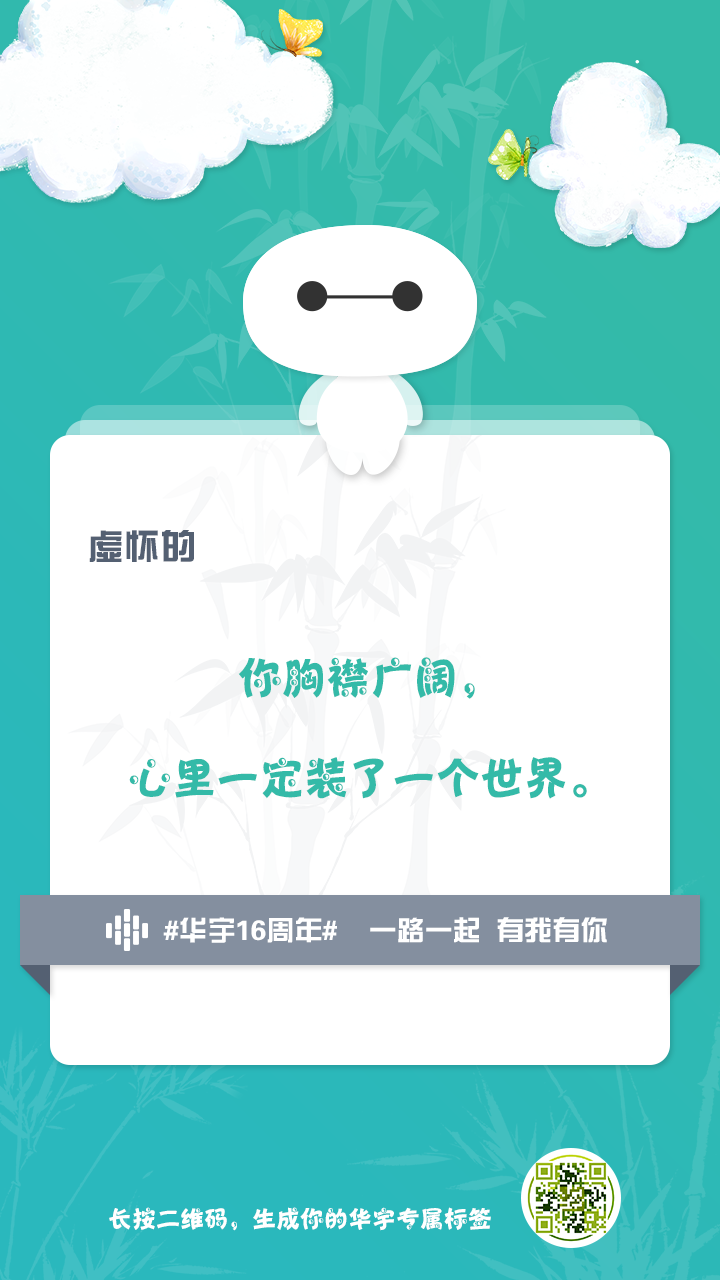 虚怀的
你胸襟广阔，
心里一定装了一个世界。
#华宇16周年# 一路一起 有我有你
长按二维码，生成你的华宇专属标签